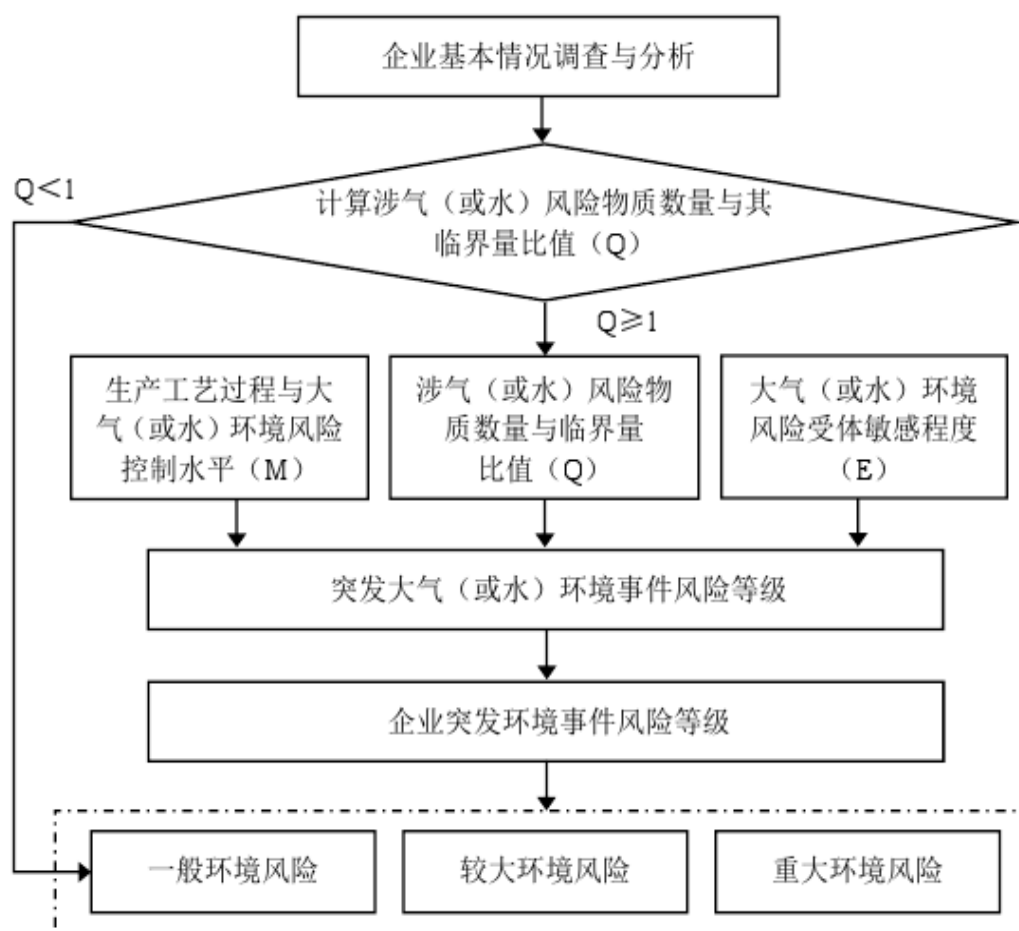 企业基本情况调查与分析
Q<1
计算涉气（或水）风险物质数量与其
临界量比值（Q）
Q≥1
生产工艺过程与大
气（或水）环境风险
控制水平（M）
涉气（或水）风险物
质数量与临界量
比值（Q）
大气（或水）环境
风险受体敏感程度
（E）
突发大气（或水）环境事件风险等级
企业突发环境事件风险等级
一般环境风险
较大环境风险
重大环境风险